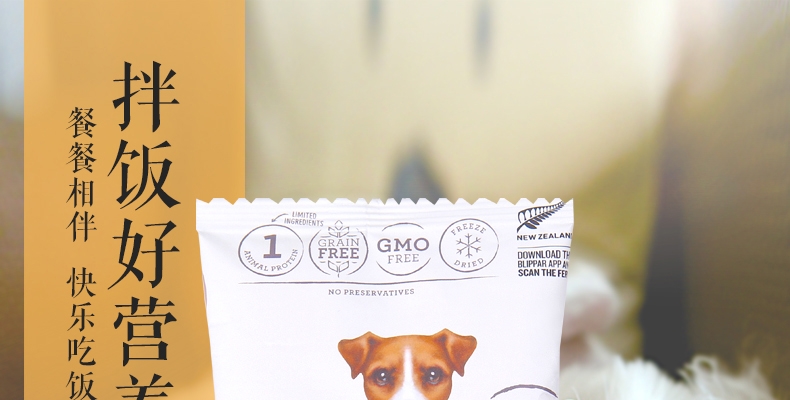 拌饭好营养
餐餐相伴 快乐吃饭
LIMITED
INGREDIENTS
1
ANIMAL PROTEIN
GRAIN
FREE
GMO
FREE
FREEZE
DRIED
NO PRESERVATIVES
NEW ZEALAN
DOWNLOAD TH
BLIPPAR APP A
SCAN THE FER